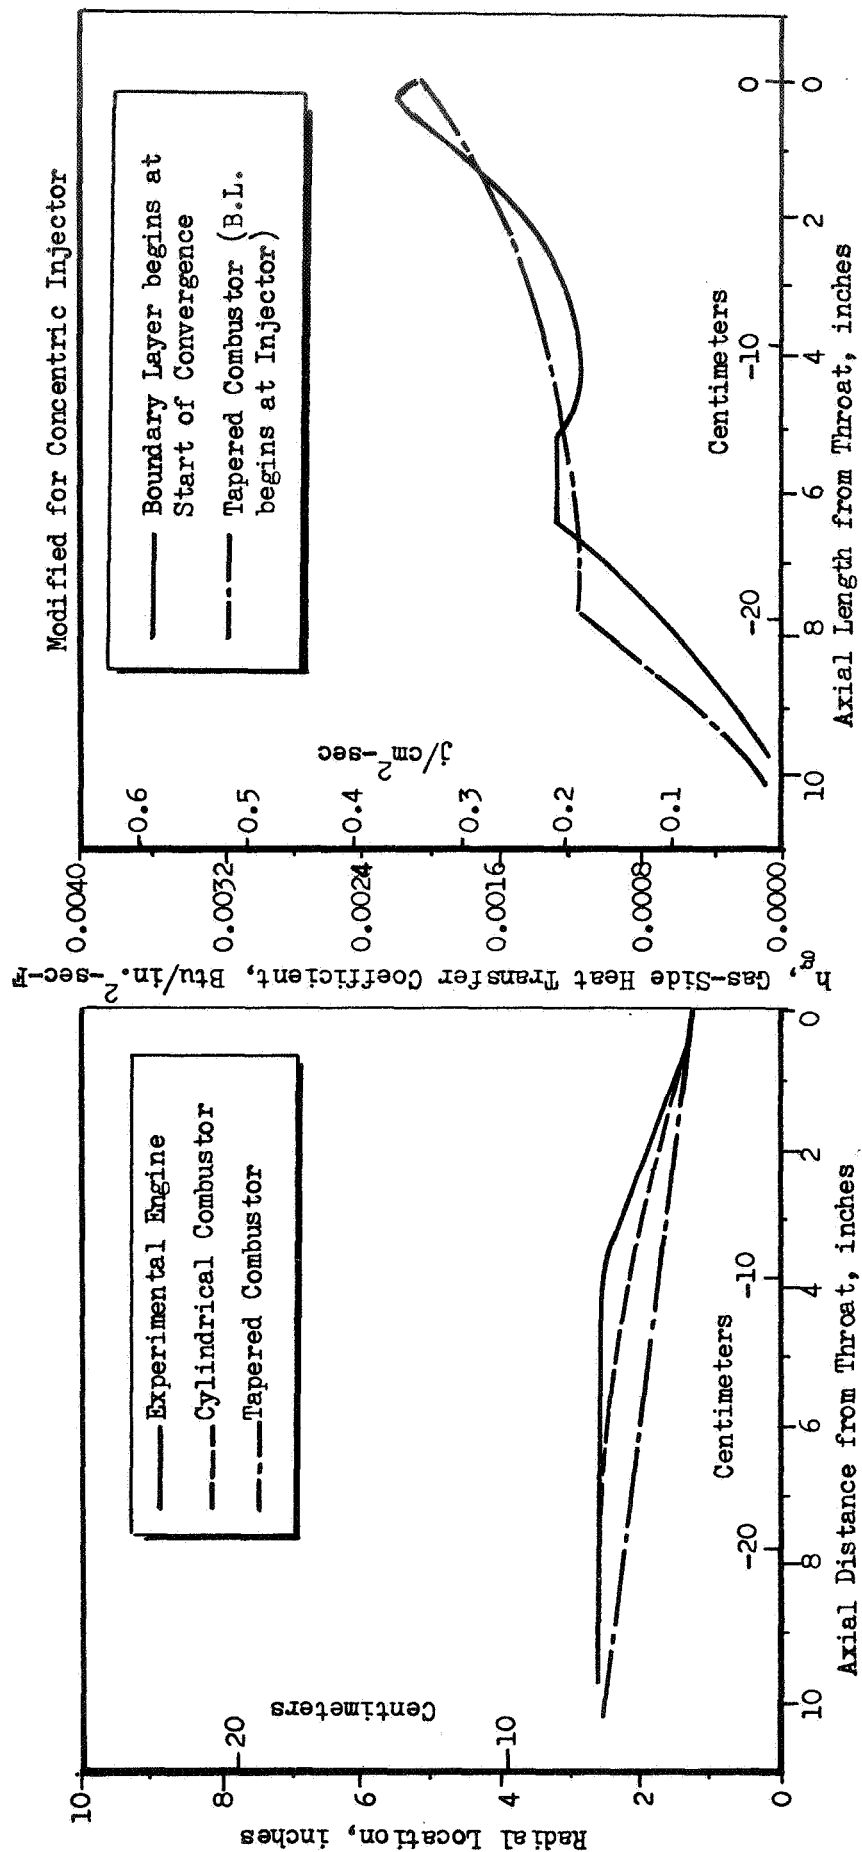 Radial Location, inches
10
8
6
4
2
0
Centimeters
20
10
Experimental Engine
Cylindrical Combustor
Tapered Combustor
Centimeters
-20
-10
10
8
6
4
2
0
Axial Distance from Throat, inches
Modified for Concentric Injector
h_g, Gas-Side Heat Transfer Coefficient, Btu/in.²-sec-F
0.0040
0.0032
0.0024
0.0016
0.0008
0.0000
j/cm²-sec
0.6
0.5
0.4
0.3
0.2
0.1
Boundary Layer begins at
Start of Convergence
Tapered Combustor (B.L.
begins at Injector)
Centimeters
-20
-10
0
10
8
6
4
2
0
Axial Length from Throat, inches